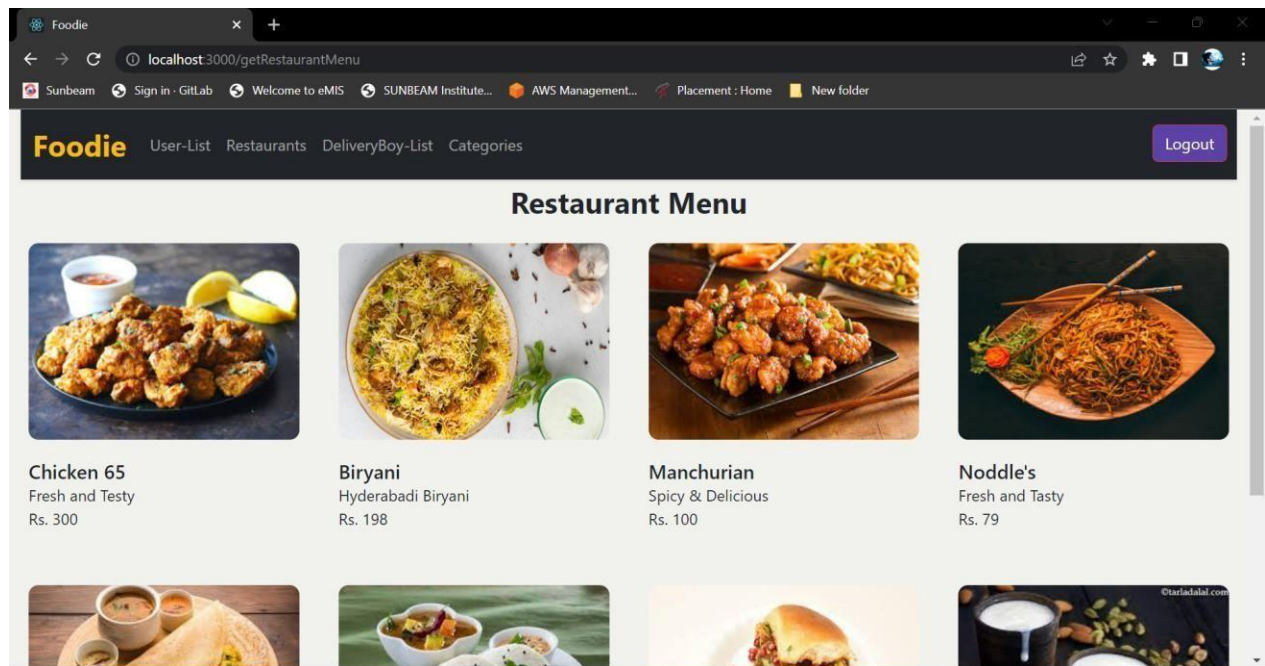 Foodie
localhost:3000/getRestaurantMenu
Sunbeam Sign in · GitLab Welcome to eMIS SUNBEAM Institute... AWS Management... Placement : Home New folder
Foodie User-List Restaurants DeliveryBoy-List Categories Logout
Restaurant Menu
Chicken 65 Biryani Manchurian Noddle's
Fresh and Testy Hyderabadi Biryani Spicy & Delicious Fresh and Tasty
Rs. 300 Rs. 198 Rs. 100 Rs. 79
©tarladalal.com